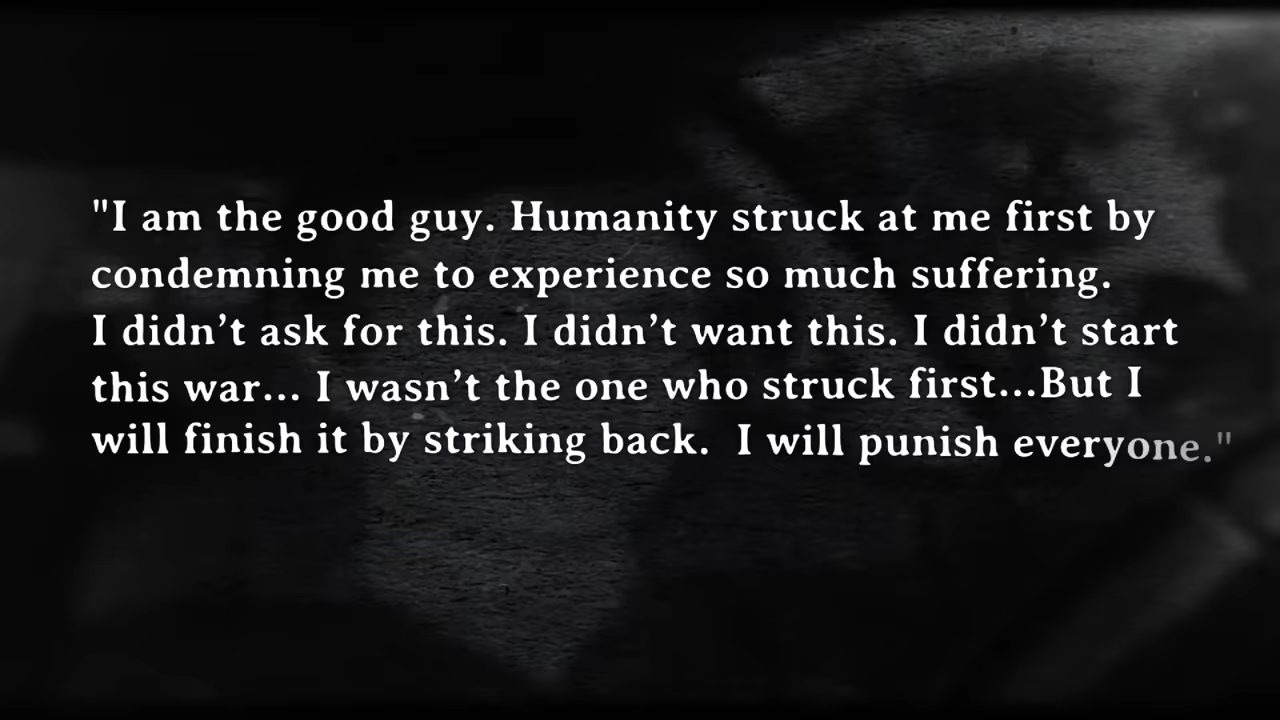 "I am the good guy. Humanity struck at me first by
condemning me to experience so much suffering.
I didn’t ask for this. I didn’t want this. I didn’t start
this war... I wasn’t the one who struck first...But I
will finish it by striking back.  I will punish everyone."